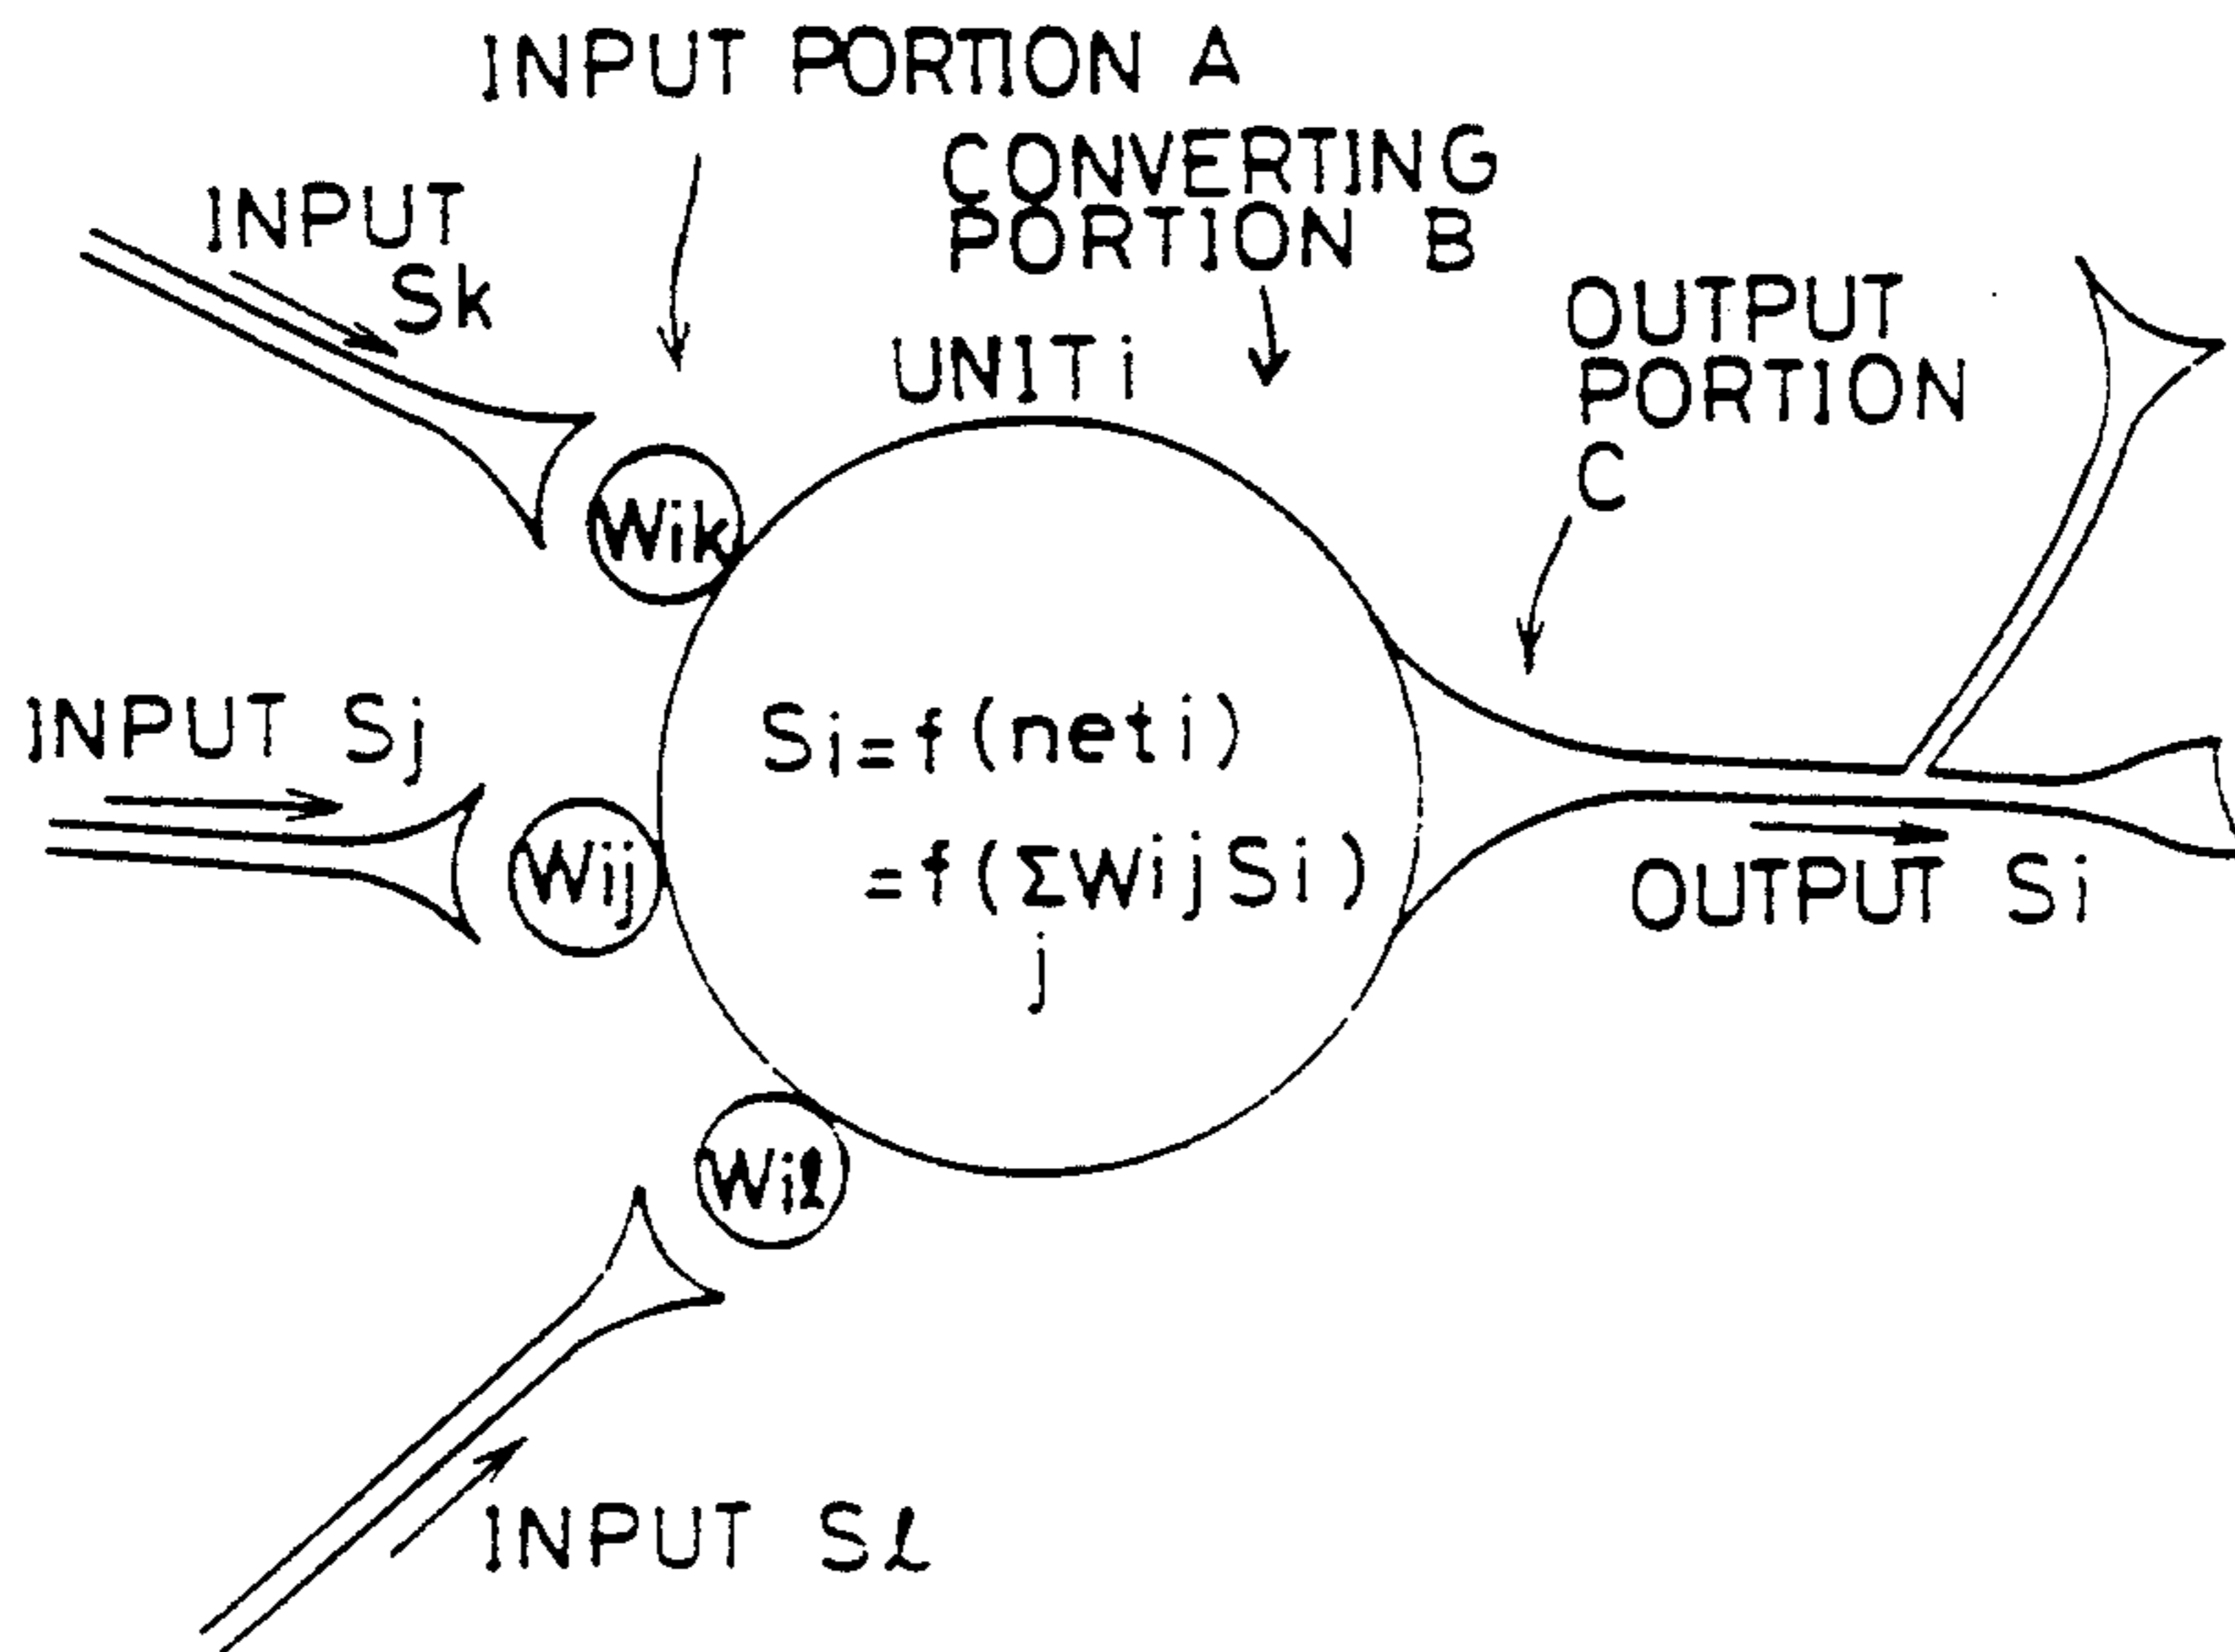 INPUT PORTION A
CONVERTING
PORTION B
INPUT
Sk
OUTPUT
PORTION
C
UNIT i
Wik
INPUT Sj
Si=f(neti)
Wij
=f(ΣWijSi)
j
OUTPUT Si
Wiℓ
INPUT Sℓ